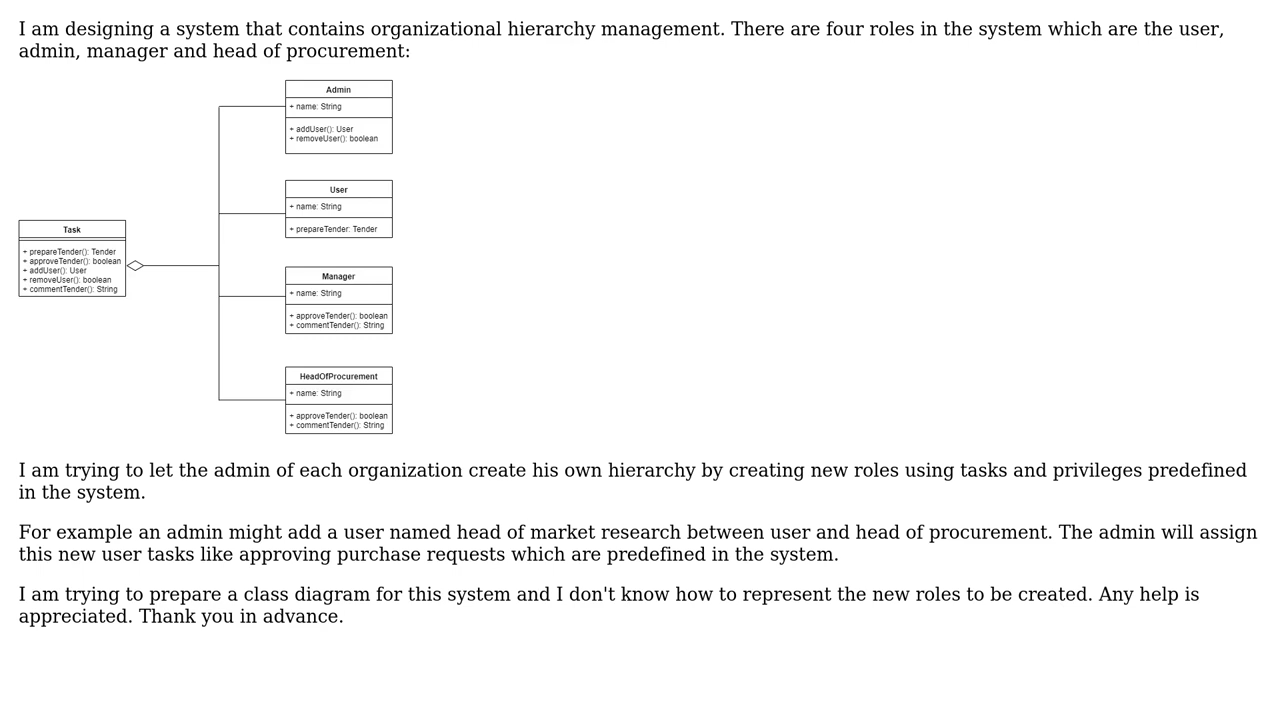 I am designing a system that contains organizational hierarchy management. There are four roles in the system which are the user,
admin, manager and head of procurement:
Admin
+ name: String
+ addUser(): User
+ removeUser(): boolean
User
+ name: String
+ prepareTender: Tender
Task
+ prepareTender(): Tender
+ approveTender(): boolean
+ addUser(): User
+ removeUser(): boolean
+ commentTender(): String
Manager
+ name: String
+ approveTender(): boolean
+ commentTender(): String
HeadOfProcurement
+ name: String
+ approveTender(): boolean
+ commentTender(): String
I am trying to let the admin of each organization create his own hierarchy by creating new roles using tasks and privileges predefined
in the system.
For example an admin might add a user named head of market research between user and head of procurement. The admin will assign
this new user tasks like approving purchase requests which are predefined in the system.
I am trying to prepare a class diagram for this system and I don't know how to represent the new roles to be created. Any help is
appreciated. Thank you in advance.